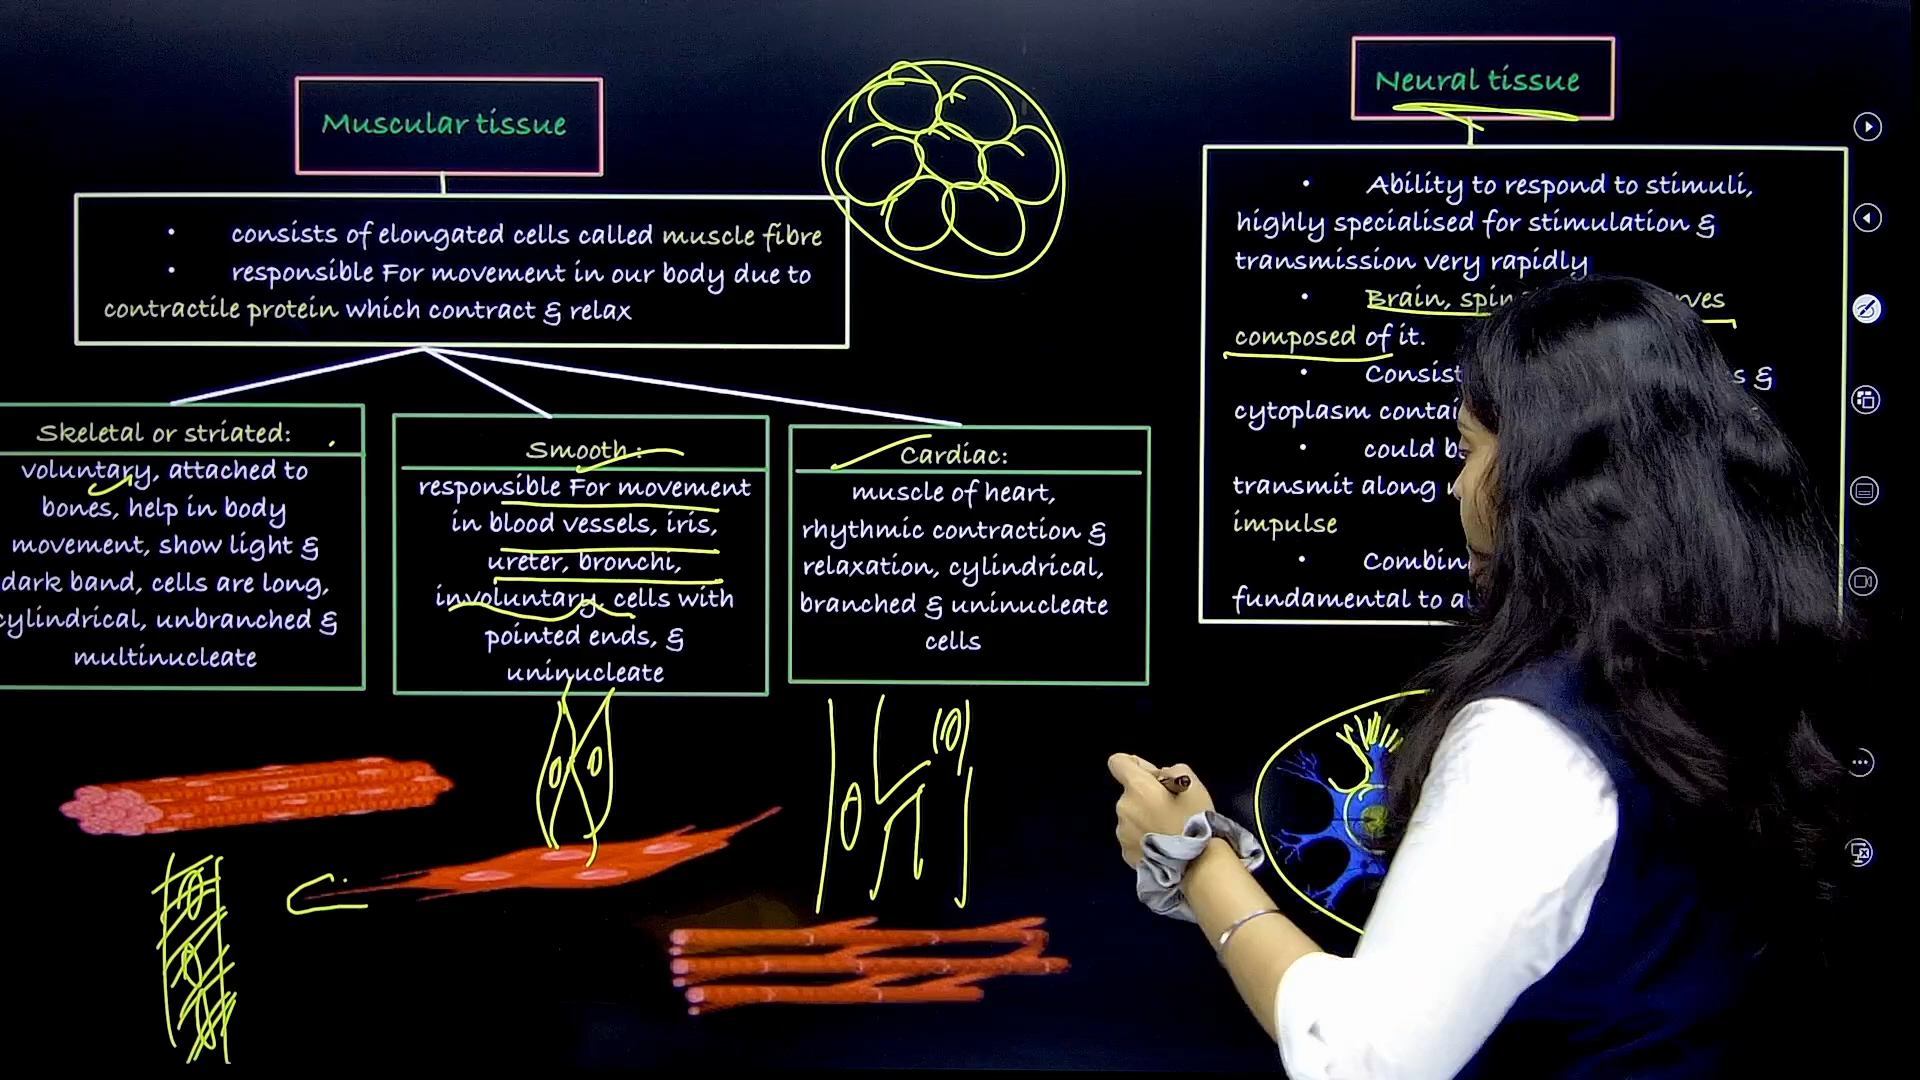 Muscular tissue
consists of elongated cells called muscle fibre
responsible For movement in our body due to
contractile protein which contract & relax
Skeletal or striated:
voluntary, attached to
bones, help in body
movement, show light &
dark band, cells are long,
cylindrical, unbranched &
multinucleate
Smooth:
responsible For movement
in blood vessels, iris,
ureter, bronchi,
involuntary, cells with
pointed ends, &
uninucleate
Cardiac:
muscle of heart,
rhythmic contraction &
relaxation, cylindrical,
branched & uninucleate
cells
Neural tissue
Ability to respond to stimuli,
highly specialised for stimulation &
transmission very rapidly
Brain,
composed of it.
&
cytoplasm
could
transmit along
impulse
fundamental to